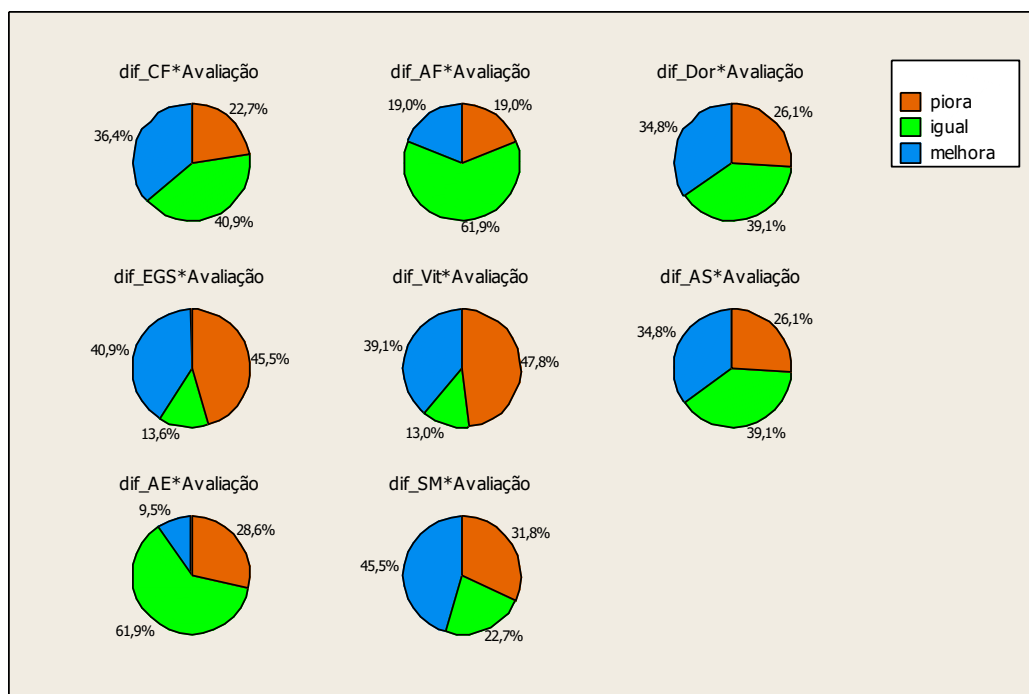 dif_CF*Avaliação
22,7%
36,4%
40,9%
dif_AF*Avaliação
19,0%
19,0%
61,9%
dif_Dor*Avaliação
26,1%
34,8%
39,1%
piora
igual
melhora
dif_EGS*Avaliação
40,9%
45,5%
13,6%
dif_Vit*Avaliação
39,1%
47,8%
13,0%
dif_AS*Avaliação
26,1%
34,8%
39,1%
dif_AE*Avaliação
9,5%
28,6%
61,9%
dif_SM*Avaliação
31,8%
45,5%
22,7%